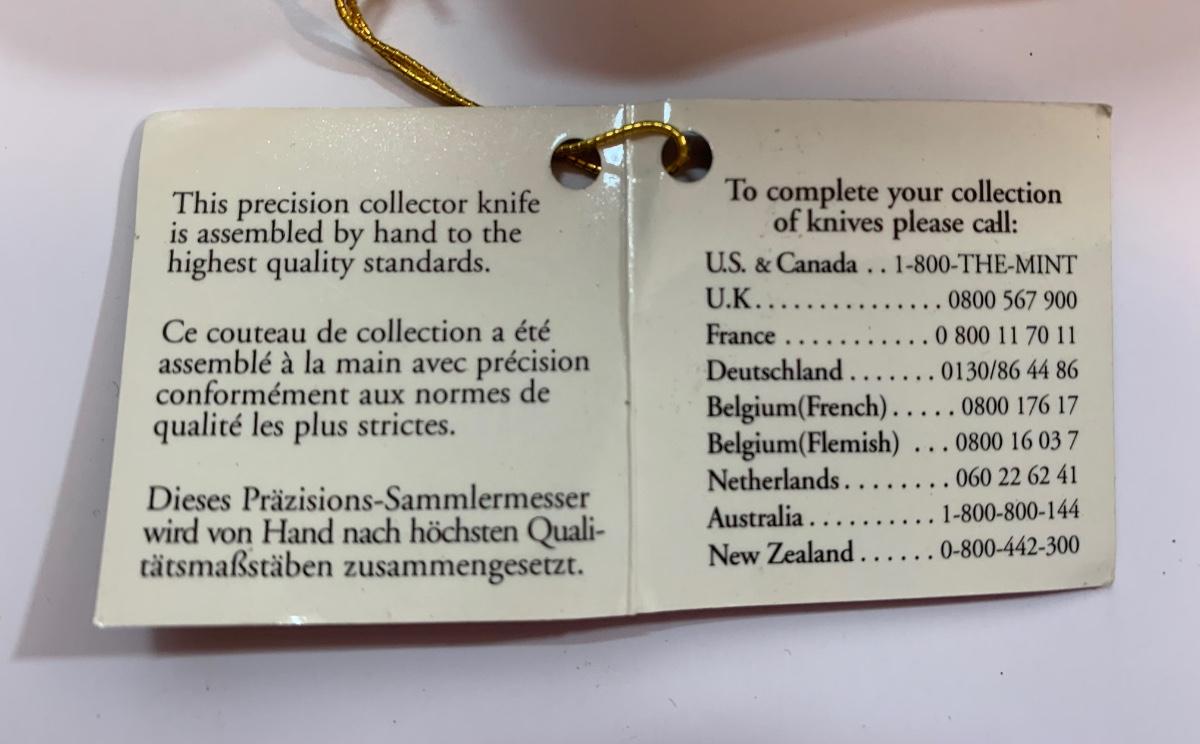 This precision collector knife
is assembled by hand to the
highest quality standards.
Ce couteau de collection a été
assemblé à la main avec précision
conformément aux normes de
qualité les plus strictes.
Dieses Präzisions-Sammlermesser
wird von Hand nach höchsten Quali-
tätsmaßstäben zusammengesetzt.
To complete your collection
of knives please call:
U.S. & Canada . . 1-800-THE-MINT
U.K. . . . . . . . . . . . . . . 0800 567 900
France . . . . . . . . . . . 0 800 11 70 11
Deutschland . . . . . . . 0130/86 44 86
Belgium(French) . . . . . 0800 176 17
Belgium(Flemish) . . . 0800 16 03 7
Netherlands . . . . . . . . 060 22 62 41
Australia . . . . . . . . . . 1-800-800-144
New Zealand . . . . . . 0-800-442-300